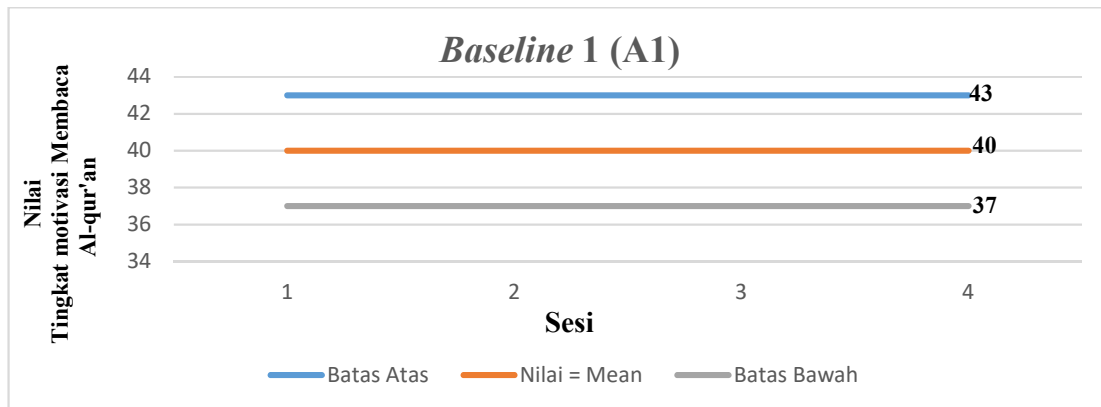 Baseline 1 (A1)
Nilai
Tingkat motivasi Membaca
Al-qur'an
44
42
40
38
36
34
43
40
37
1 2 3 4
Sesi
Batas Atas Nilai = Mean Batas Bawah